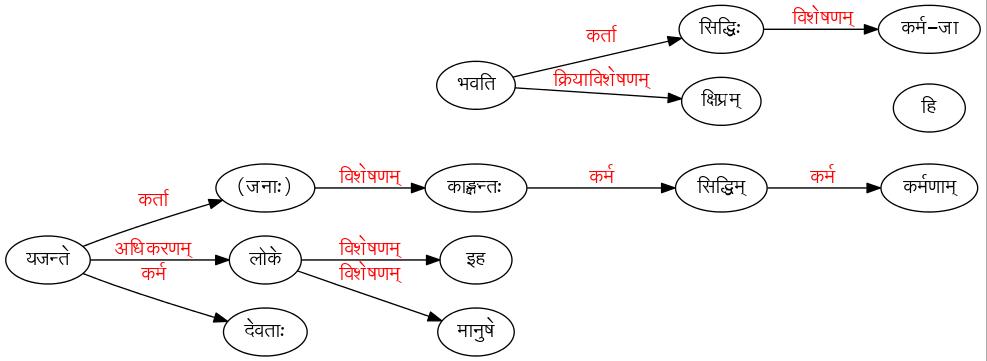 सिद्धिः विशेषणम् कर्म-जा
कर्ता
भवति क्रियाविशेषणम् क्षिप्रम् हि
(जनाः) विशेषणम् काङ्क्षन्तः कर्म सिद्धिम् कर्म कर्मणाम्
कर्ता
यजन्ते अधिकरणम् लोके विशेषणम् इह
कर्म विशेषणम्
देवताः मानुषे